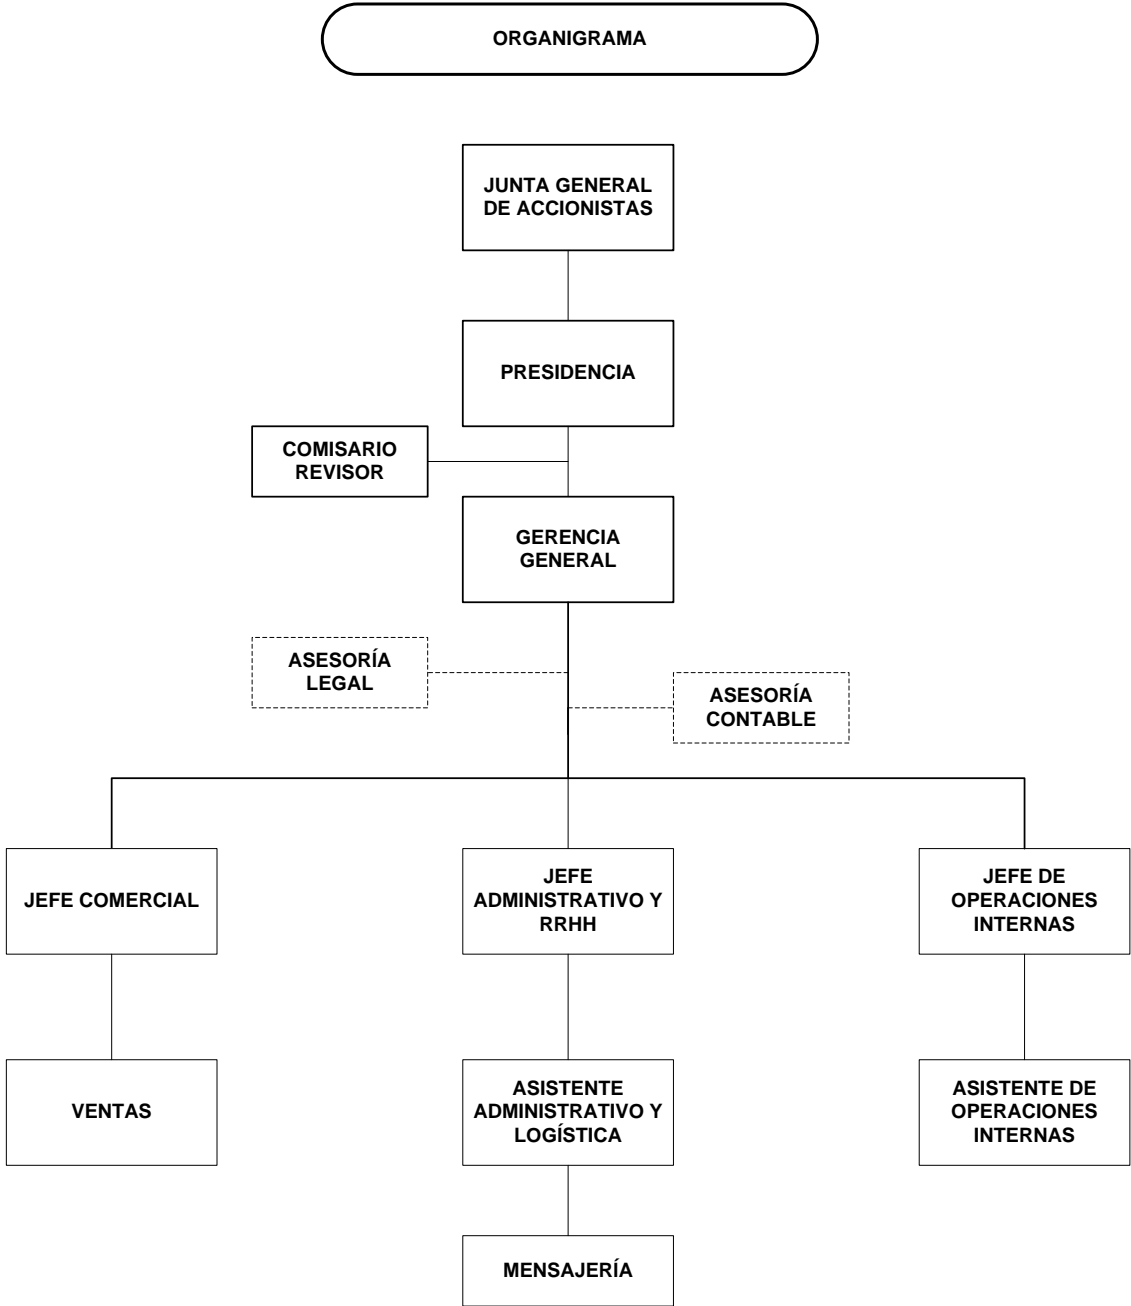 ORGANIGRAMA
JUNTA GENERAL
DE ACCIONISTAS
PRESIDENCIA
COMISARIO
REVISOR
GERENCIA
GENERAL
ASESORÍA
LEGAL
ASESORÍA
CONTABLE
JEFE COMERCIAL
JEFE
ADMINISTRATIVO Y
RRHH
JEFE DE
OPERACIONES
INTERNAS
VENTAS
ASISTENTE
ADMINISTRATIVO Y
LOGÍSTICA
ASISTENTE DE
OPERACIONES
INTERNAS
MENSAJERÍA